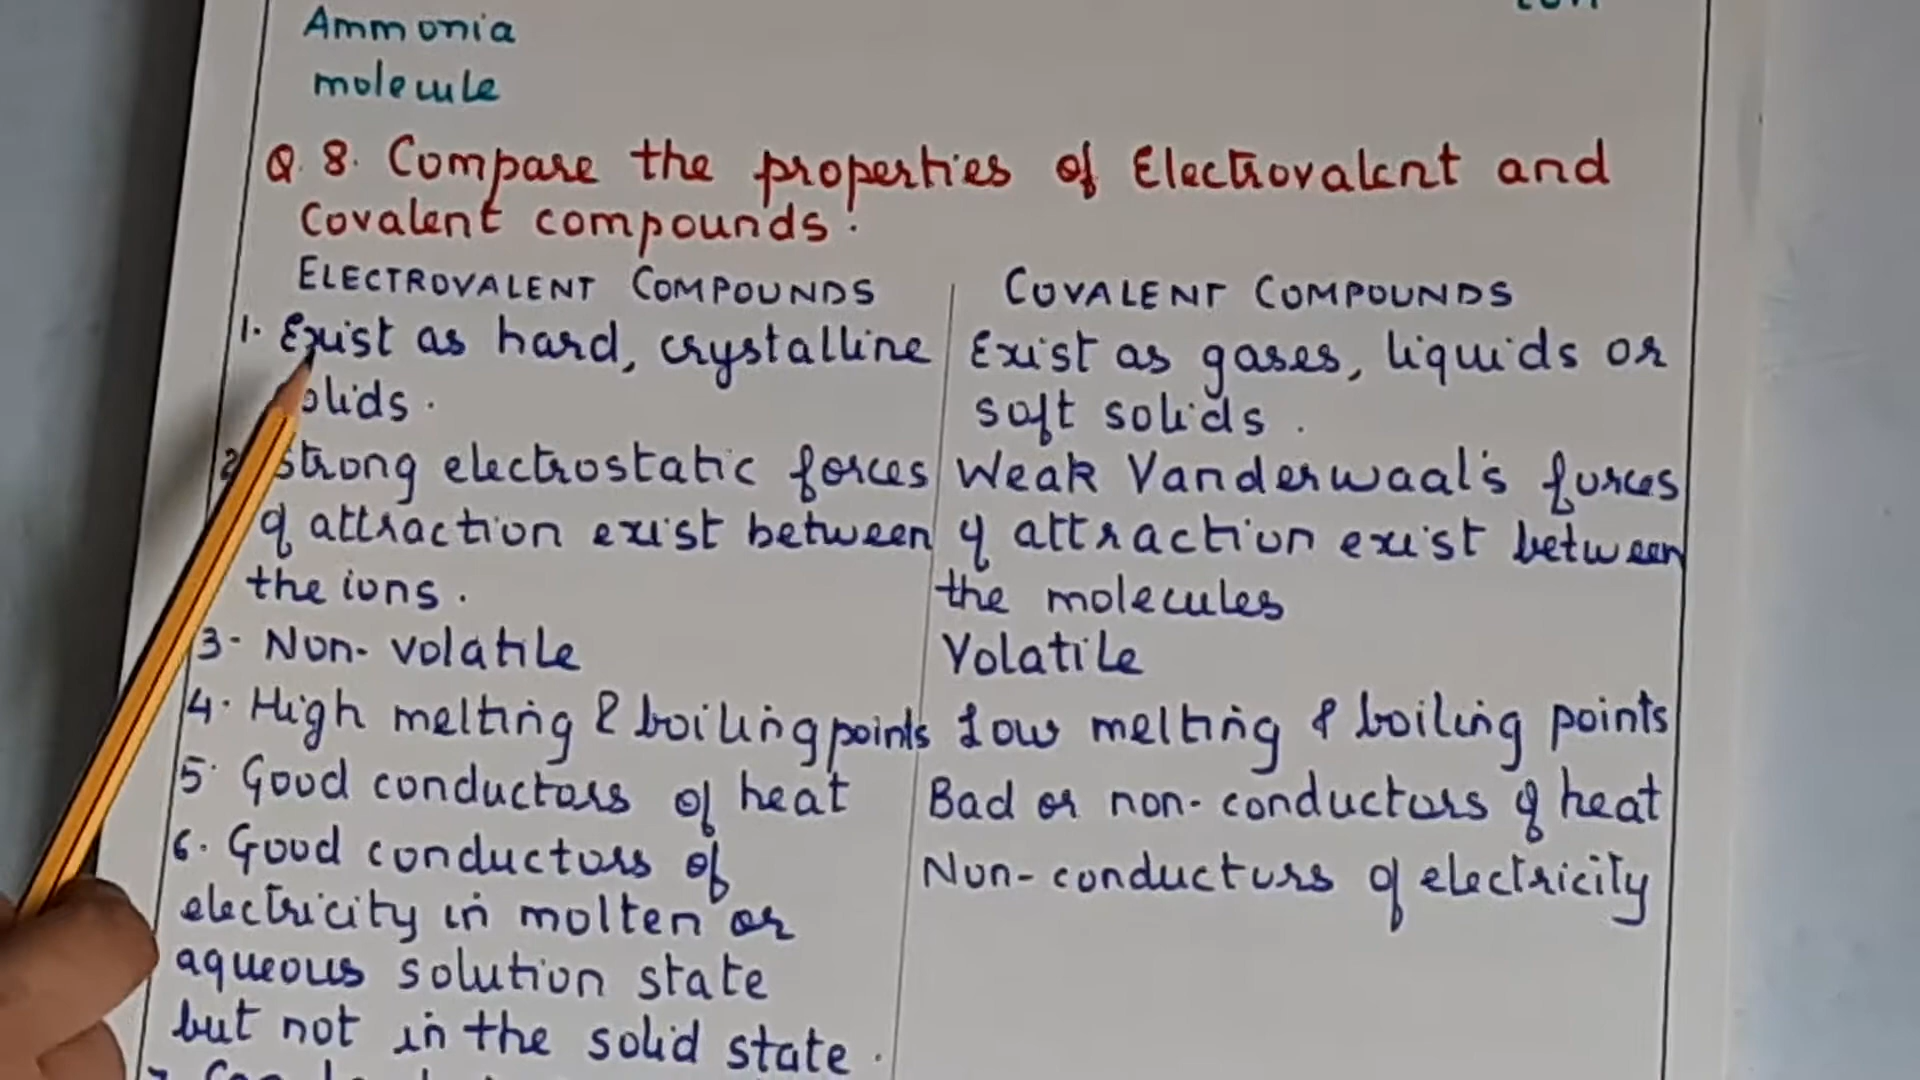 Ammonia
molecule
Q. 8. Compare the properties of Electrovalent and
Covalent compounds.
ELECTROVALENT COMPOUNDS
COVALENT COMPOUNDS
1. Exist as hard, crystalline
solids.
Exist as gases, liquids or
soft solids.
2. Strong electrostatic forces
of attraction exist between
the ions.
Weak Vanderwaal's forces
of attraction exist between
the molecules
3- Non-volatile
Volatile
4. High melting & boiling points
Low melting & boiling points
5. Good conductors of heat
Bad or non-conductors of heat
6. Good conductors of
electricity in molten or
aqueous solution state
but not in the solid state.
Non-conductors of electricity